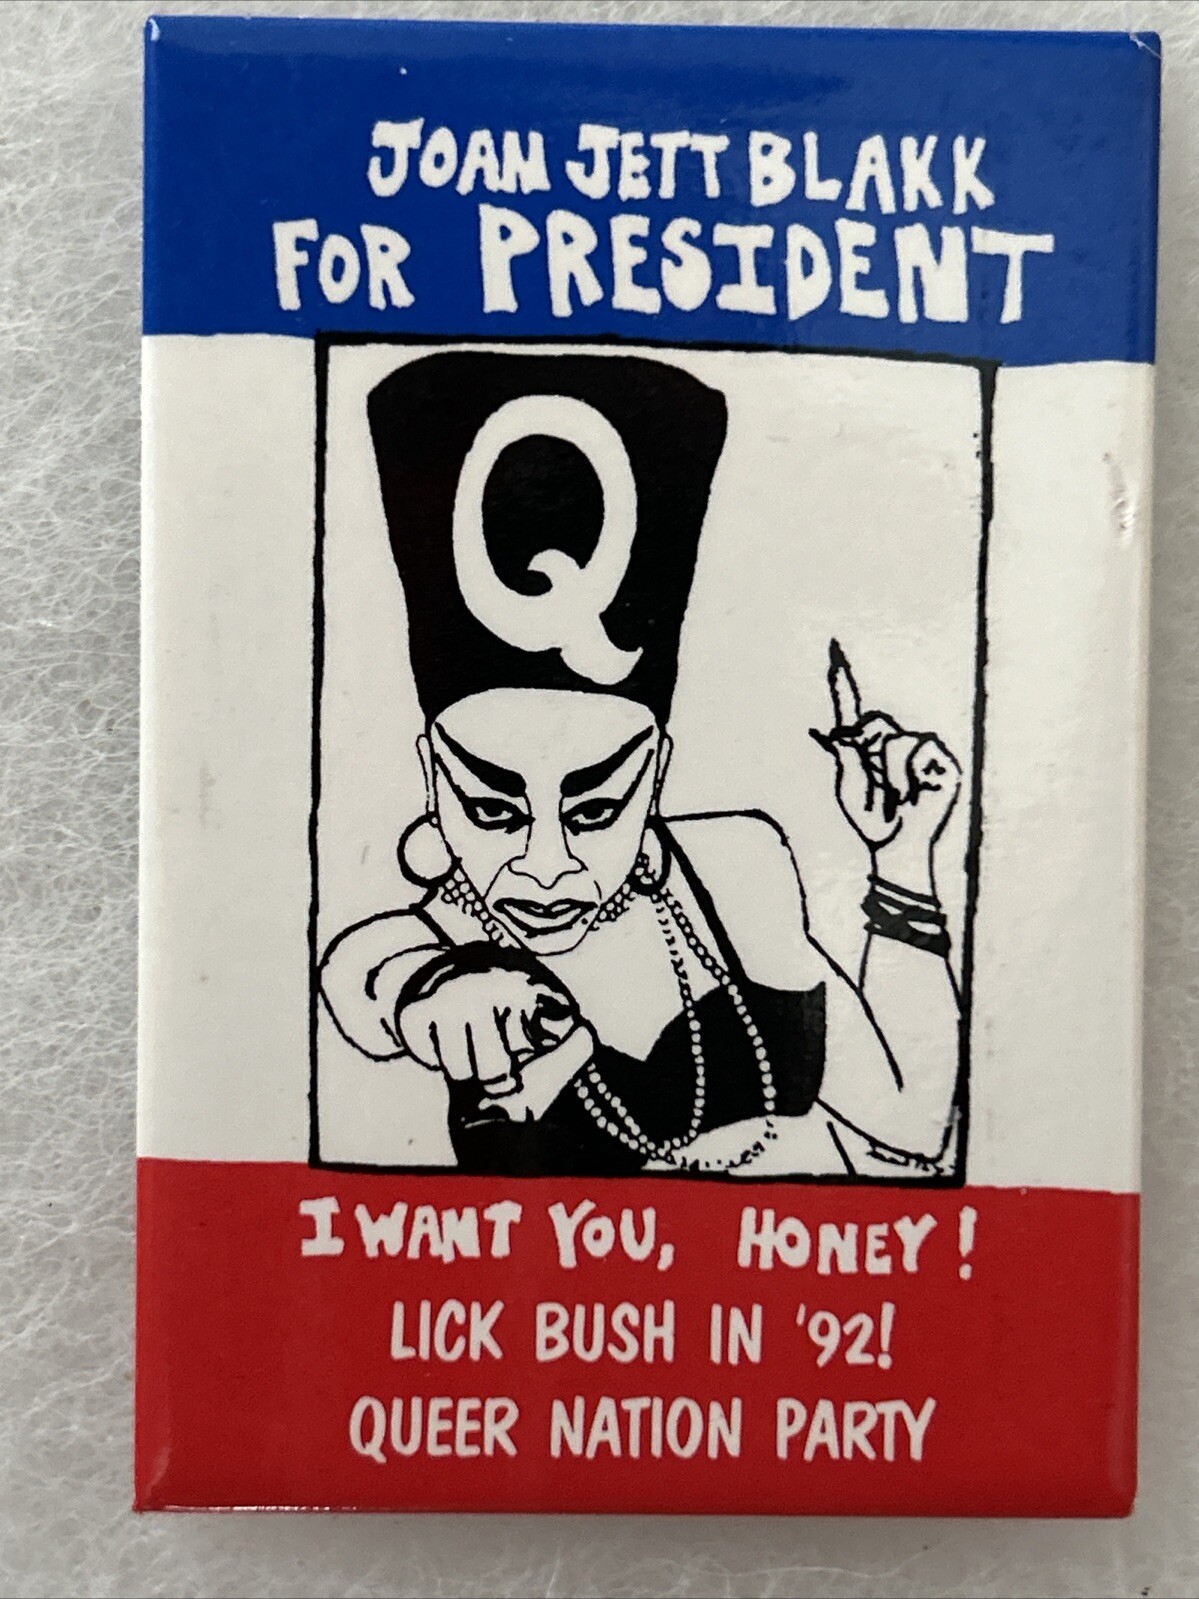 JOAN JETT BLAKK
FOR PRESIDENT
Q
I WANT YOU, HONEY!
LICK BUSH IN '92!
QUEER NATION PARTY